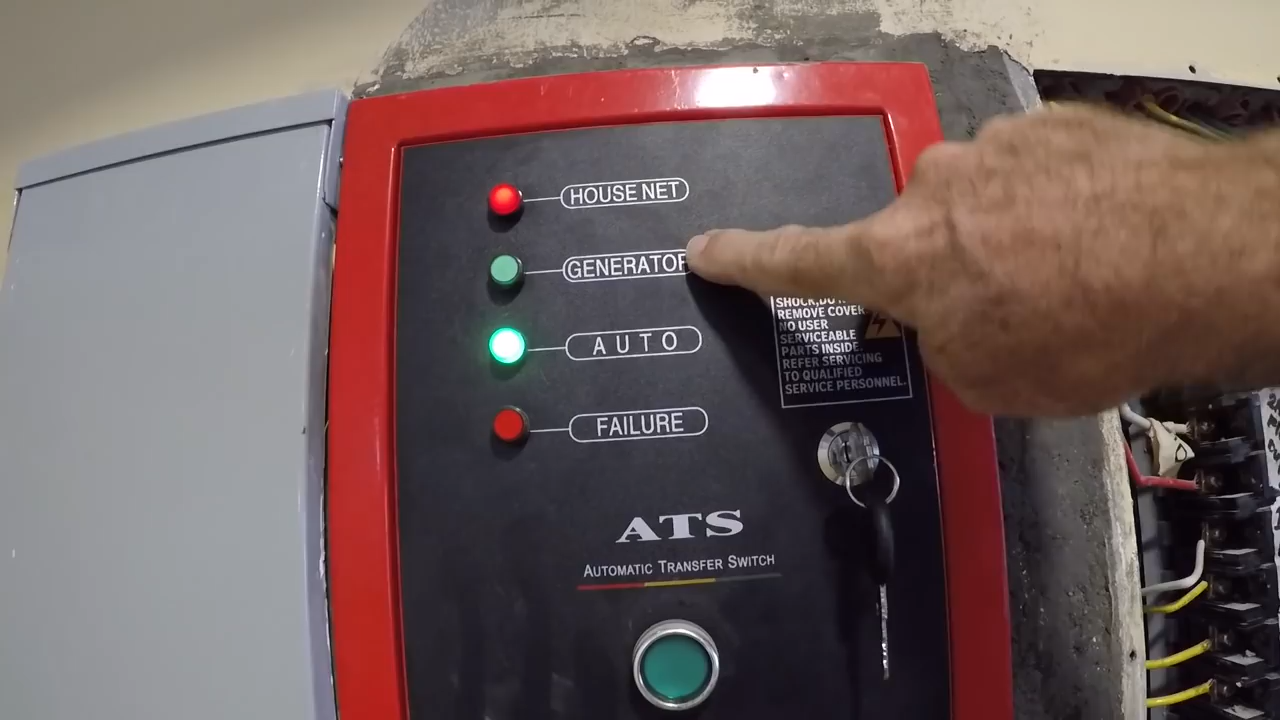 HOUSE NET
GENERATOR
SHOCK,DO
REMOVE COVER
NO USER
SERVICEABLE
PARTS INSIDE.
REFER SERVICING
TO QUALIFIED
SERVICE PERSONNEL.
AUTO
FAILURE
ATS
AUTOMATIC TRANSFER SWITCH